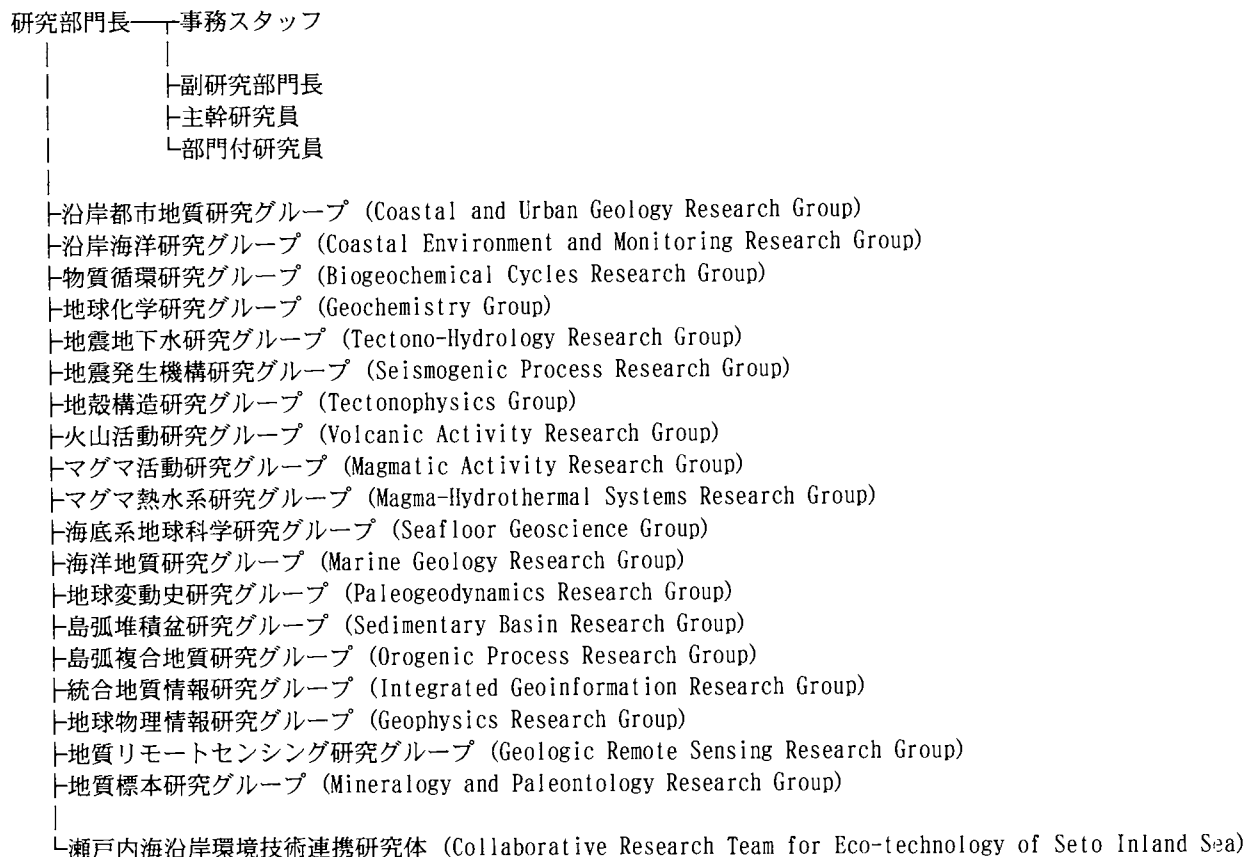 研究部門長──┬事務スタッフ
├副研究部門長
├主幹研究員
└部門付研究員
├沿岸都市地質研究グループ (Coastal and Urban Geology Research Group)
├沿岸海洋研究グループ (Coastal Environment and Monitoring Research Group)
├物質循環研究グループ (Biogeochemical Cycles Research Group)
├地球化学研究グループ (Geochemistry Group)
├地震地下水研究グループ (Tectono-Hydrology Research Group)
├地震発生機構研究グループ (Seismogenic Process Research Group)
├地殻構造研究グループ (Tectonophysics Group)
├火山活動研究グループ (Volcanic Activity Research Group)
├マグマ活動研究グループ (Magmatic Activity Research Group)
├マグマ熱水系研究グループ (Magma-Hydrothermal Systems Research Group)
├海底系地球科学研究グループ (Seafloor Geoscience Group)
├海洋地質研究グループ (Marine Geology Research Group)
├地球変動史研究グループ (Paleogeodynamics Research Group)
├島弧堆積盆研究グループ (Sedimentary Basin Research Group)
├島弧複合地質研究グループ (Orogenic Process Research Group)
├統合地質情報研究グループ (Integrated Geoinformation Research Group)
├地球物理情報研究グループ (Geophysics Research Group)
├地質リモートセンシング研究グループ (Geologic Remote Sensing Research Group)
├地質標本研究グループ (Mineralogy and Paleontology Research Group)
└瀬戸内海沿岸環境技術連携研究体 (Collaborative Research Team for Eco-technology of Seto Inland Sea)